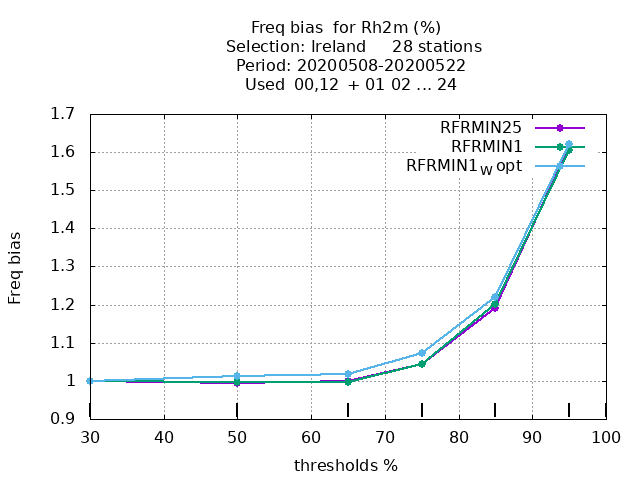 Freq bias for Rh2m (%)
Selection: Ireland 28 stations
Period: 20200508-20200522
Used 00,12 + 01 02 ... 24
RFRMIN25
RFRMIN1
RFRMIN1W opt
1.7
1.6
1.5
1.4
1.3
1.2
1.1
1
0.9
Freq bias
30 40 50 60 70 80 90 100
thresholds %